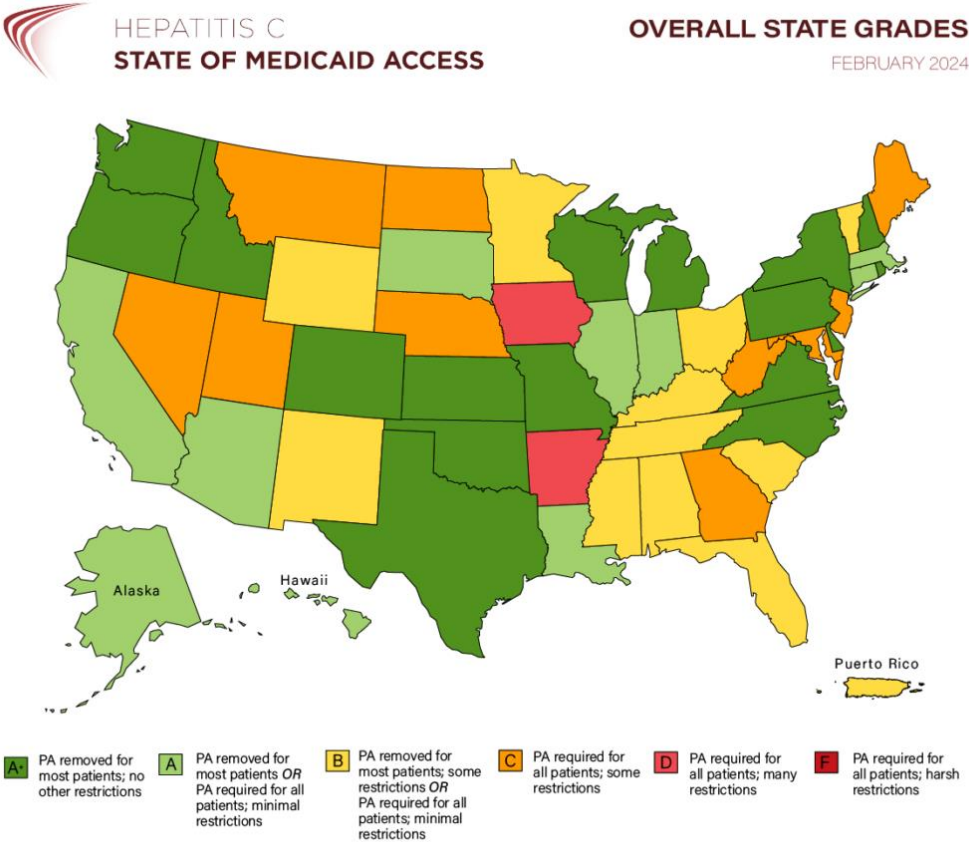 HEPATITIS C
STATE OF MEDICAID ACCESS
OVERALL STATE GRADES
FEBRUARY 2024
Alaska
Hawaii
Puerto Rico
A+
PA removed for
most patients; no
other restrictions
A
PA removed for
most patients OR
PA required for all
patients; minimal
restrictions
B
PA removed for
most patients; some
restrictions OR
PA required for all
patients; minimal
restrictions
C
PA required for
all patients; some
restrictions
D
PA required for
all patients; many
restrictions
F
PA required for
all patients; harsh
restrictions